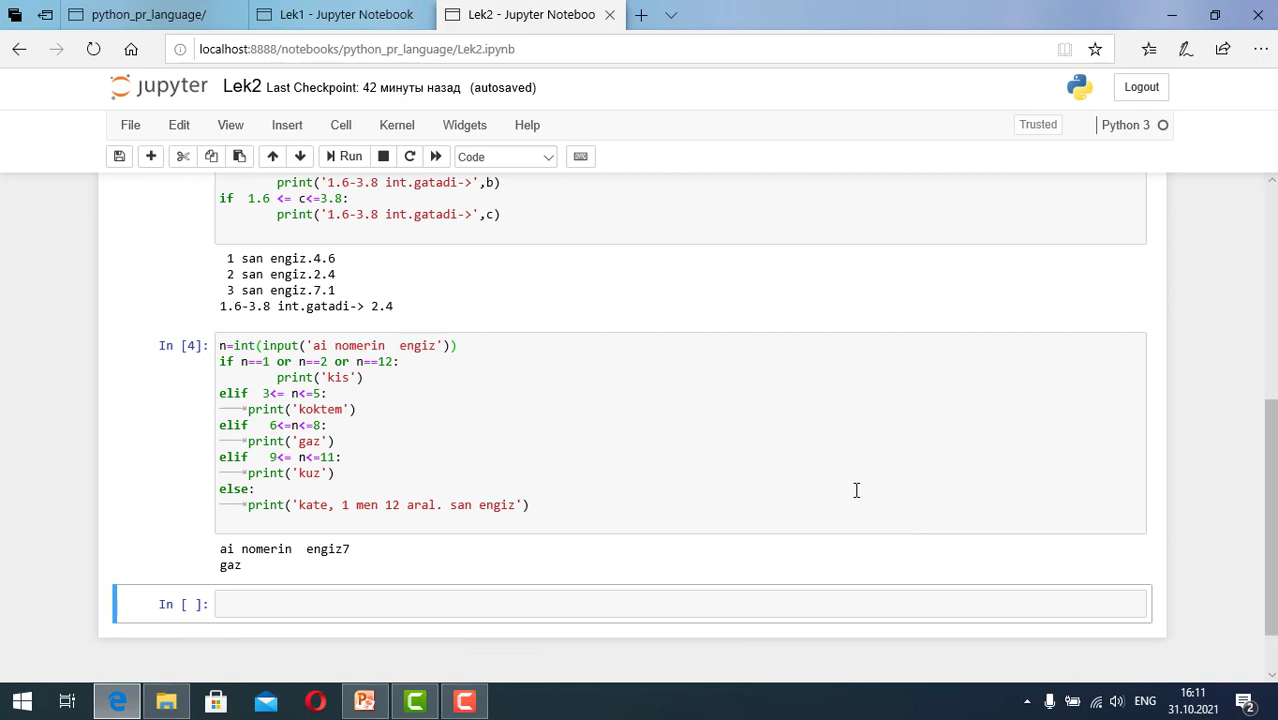 python_pr_language/
Lek1 - Jupyter Notebook
Lek2 - Jupyter Noteboo
localhost:8888/notebooks/python_pr_language/Lek2.ipynb
jupyter Lek2 Last Checkpoint: 42 минуты назад (autosaved)
Logout
File Edit View Insert Cell Kernel Widgets Help
Trusted
Python 3
Run
Code
print('1.6-3.8 int.gatadi->',b)
if 1.6 <= c<=3.8:
print('1.6-3.8 int.gatadi->',c)
1 san engiz.4.6
2 san engiz.2.4
3 san engiz.7.1
1.6-3.8 int.gatadi-> 2.4
In [4]: n=int(input('ai nomerin  engiz'))
if n==1 or n==2 or n==12:
print('kis')
elif  3<= n<=5:
print('koktem')
elif   6<=n<=8:
print('gaz')
elif   9<= n<=11:
print('kuz')
else:
print('kate, 1 men 12 aral. san engiz')
ai nomerin  engiz7
gaz
In [ ]:
ENG
16:11
31.10.2021
2